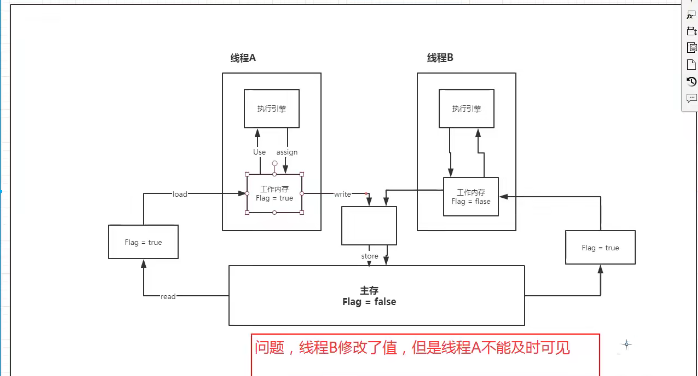 线程A
线程B
执行引擎
执行引擎
Use
assign
工作内存
Flag = true
工作内存
Flag = flase
load
write
Flag = true
Flag = true
store
read
主存
Flag = false
问题，线程B修改了值，但是线程A不能及时可见